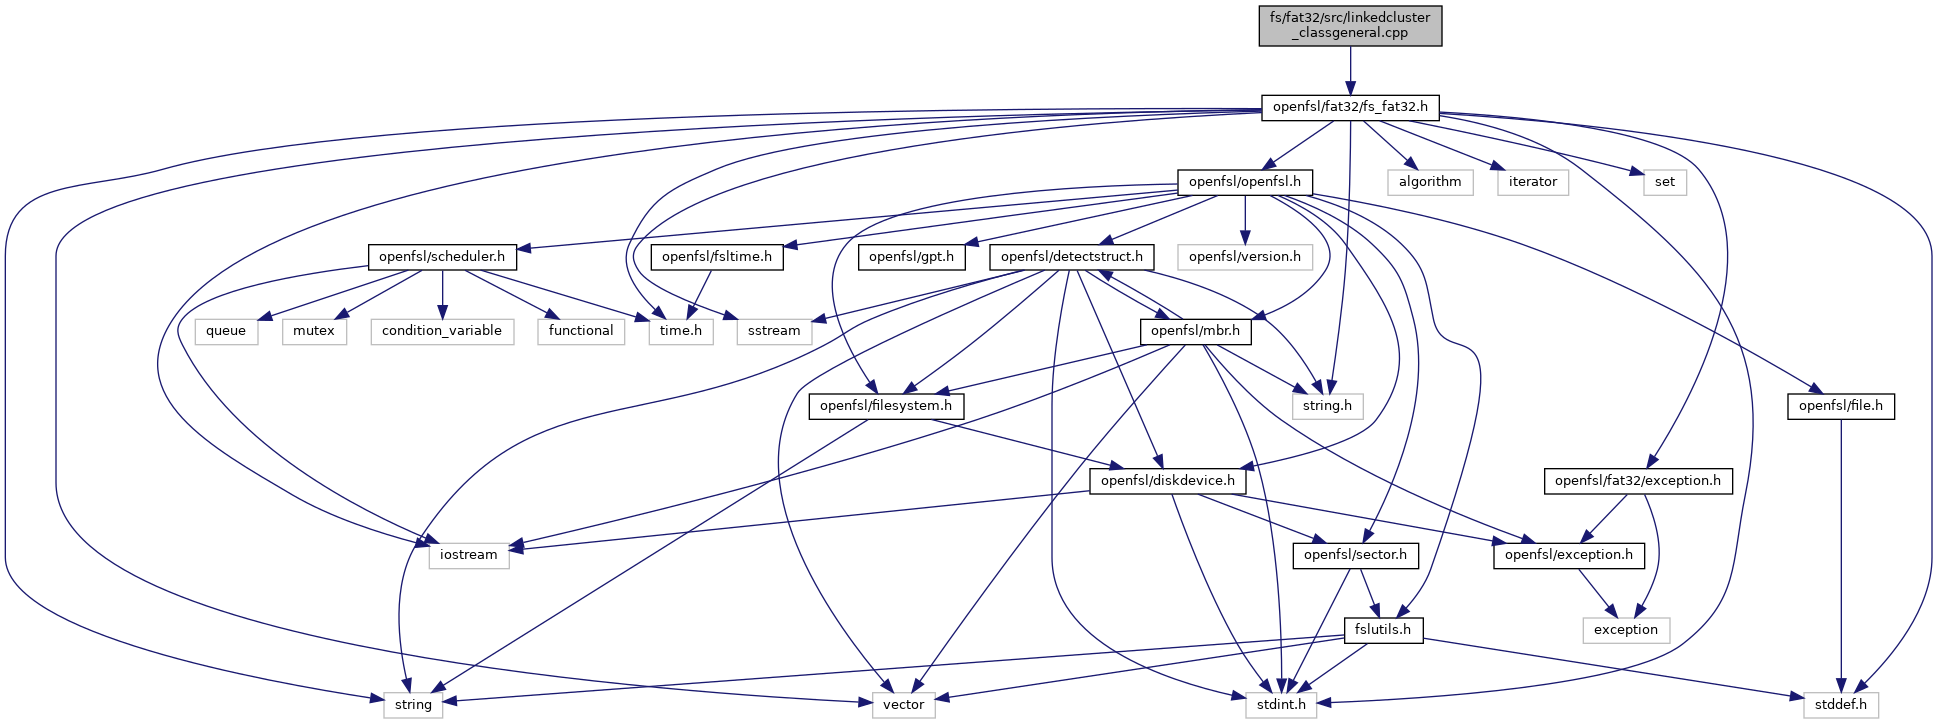 fs/fat32/src/linkedcluster
_classgeneral.cpp
openfsl/fat32/fs_fat32.h
openfsl/openfsl.h
algorithm
iterator
set
openfsl/scheduler.h
openfsl/fsltime.h
openfsl/gpt.h
openfsl/detectstruct.h
openfsl/version.h
queue
mutex
condition_variable
functional
time.h
sstream
openfsl/mbr.h
openfsl/filesystem.h
string.h
openfsl/file.h
openfsl/diskdevice.h
openfsl/fat32/exception.h
iostream
openfsl/sector.h
openfsl/exception.h
fslutils.h
exception
string
vector
stdint.h
stddef.h